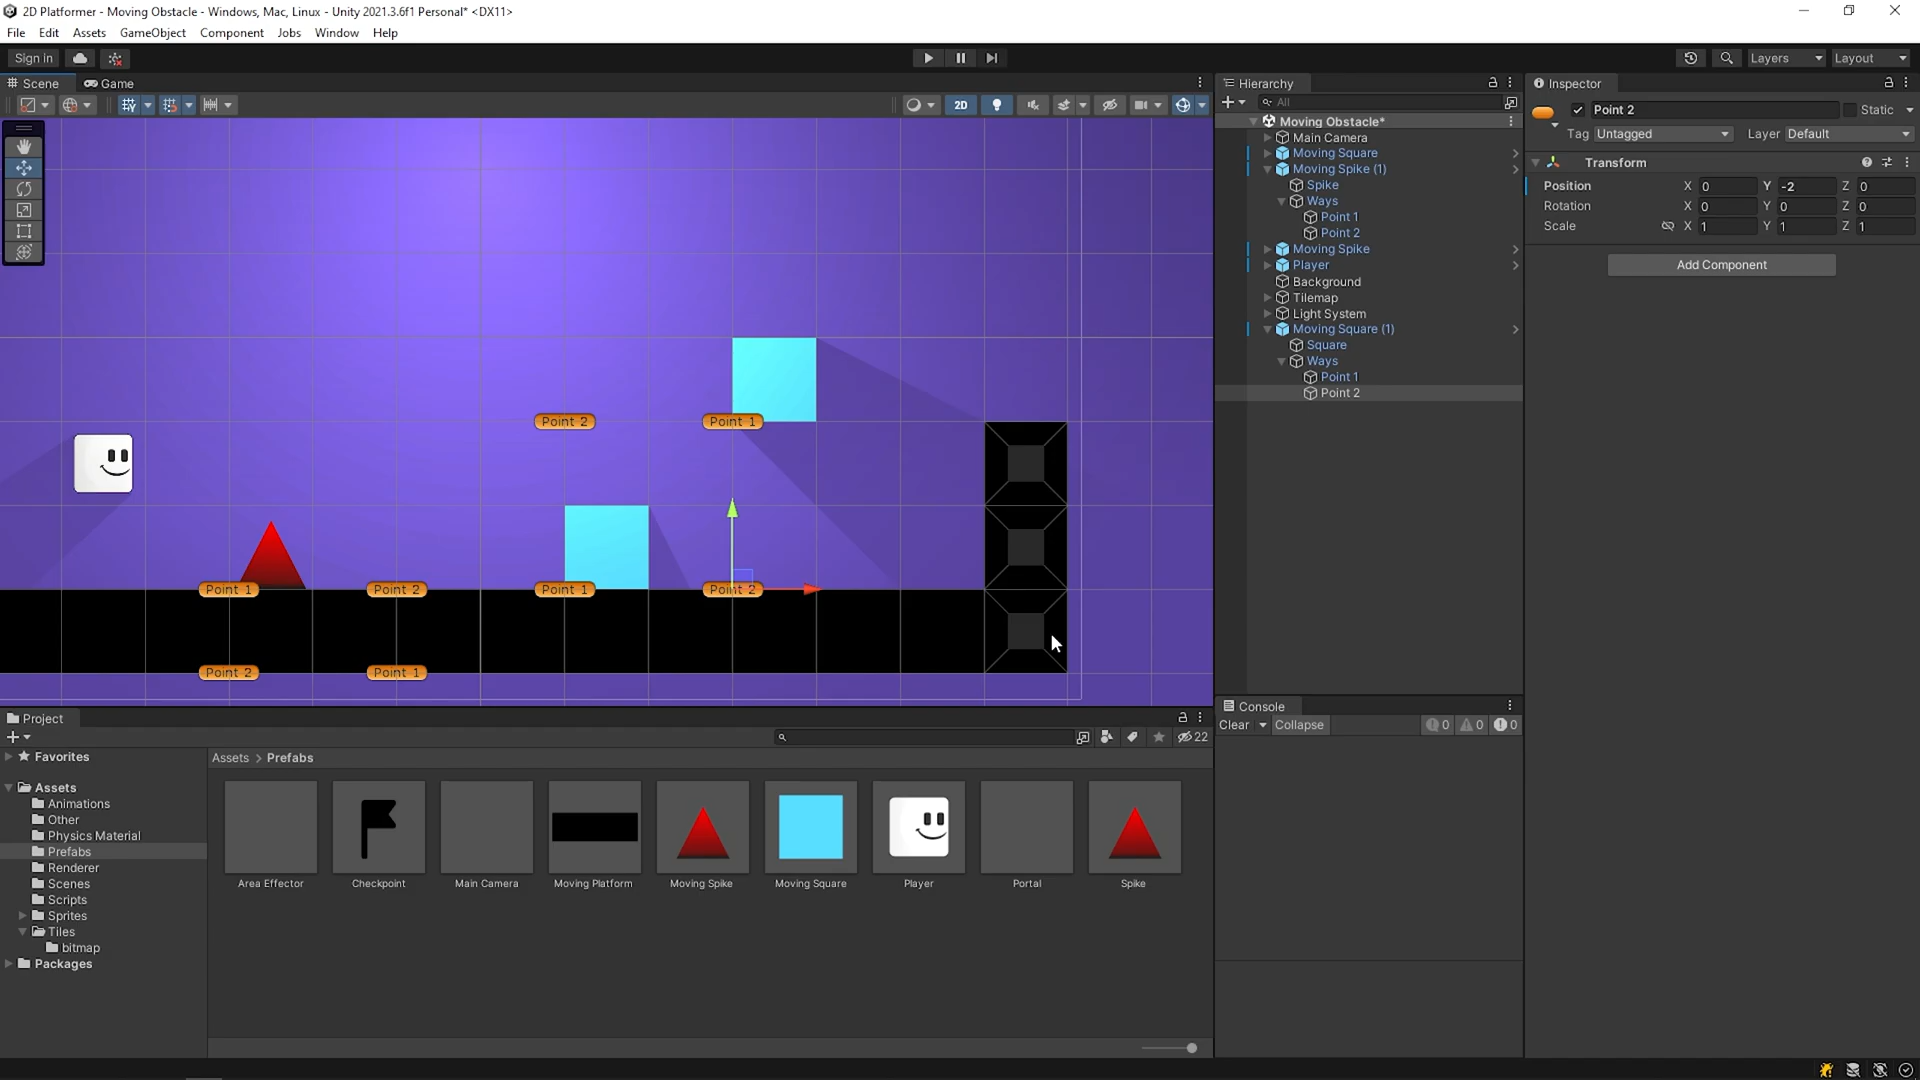 2D Platformer - Moving Obstacle - Windows, Mac, Linux - Unity 2021.3.6f1 Personal* <DX11>
File Edit Assets GameObject Component Jobs Window Help
Sign in
Layers
Layout
Scene
Game
2D
Point 2
Point 1
Point 1
Point 2
Point 1
Point 2
Point 2
Point 1
Hierarchy
All
Moving Obstacle*
Main Camera
Moving Square
Moving Spike (1)
Spike
Ways
Point 1
Point 2
Moving Spike
Player
Background
Tilemap
Light System
Moving Square (1)
Square
Ways
Point 1
Point 2
Inspector
Point 2
Static
Tag Untagged Layer Default
Transform
Position X 0 Y -2 Z 0
Rotation X 0 Y 0 Z 0
Scale X 1 Y 1 Z 1
Add Component
Project
22
Favorites
Assets
Animations
Other
Physics Material
Prefabs
Renderer
Scenes
Scripts
Sprites
Tiles
bitmap
Packages
Assets > Prefabs
Area Effector
Checkpoint
Main Camera
Moving Platform
Moving Spike
Moving Square
Player
Portal
Spike
Console
Clear Collapse 0 0 0